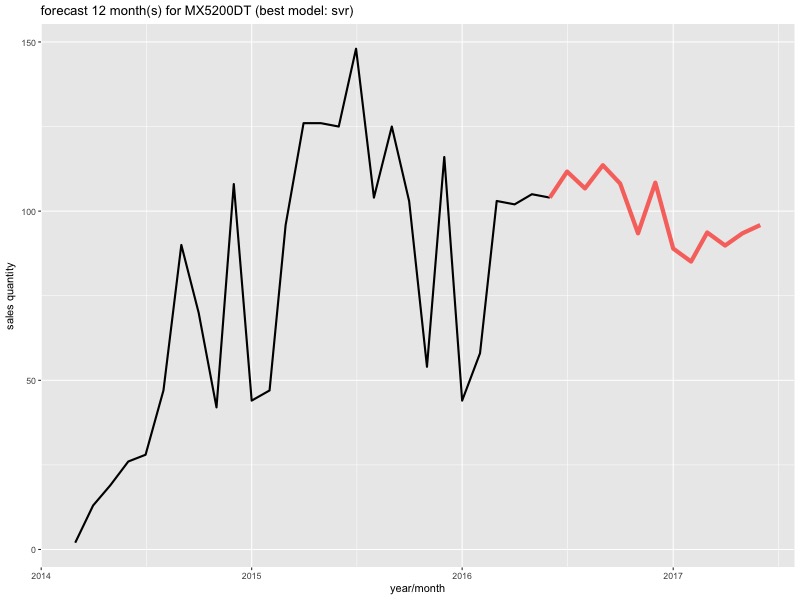 forecast 12 month(s) for MX5200DT (best model: svr)
150
100
50
0
sales quantity
2014
2015
2016
2017
year/month